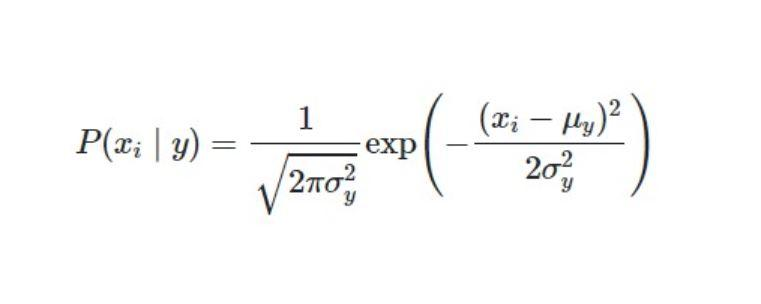 P(x_i | y) = \frac{1}{\sqrt{2\pi\sigma_y^2}} \exp\left(-\frac{(x_i - \mu_y)^2}{2\sigma_y^2}\right)